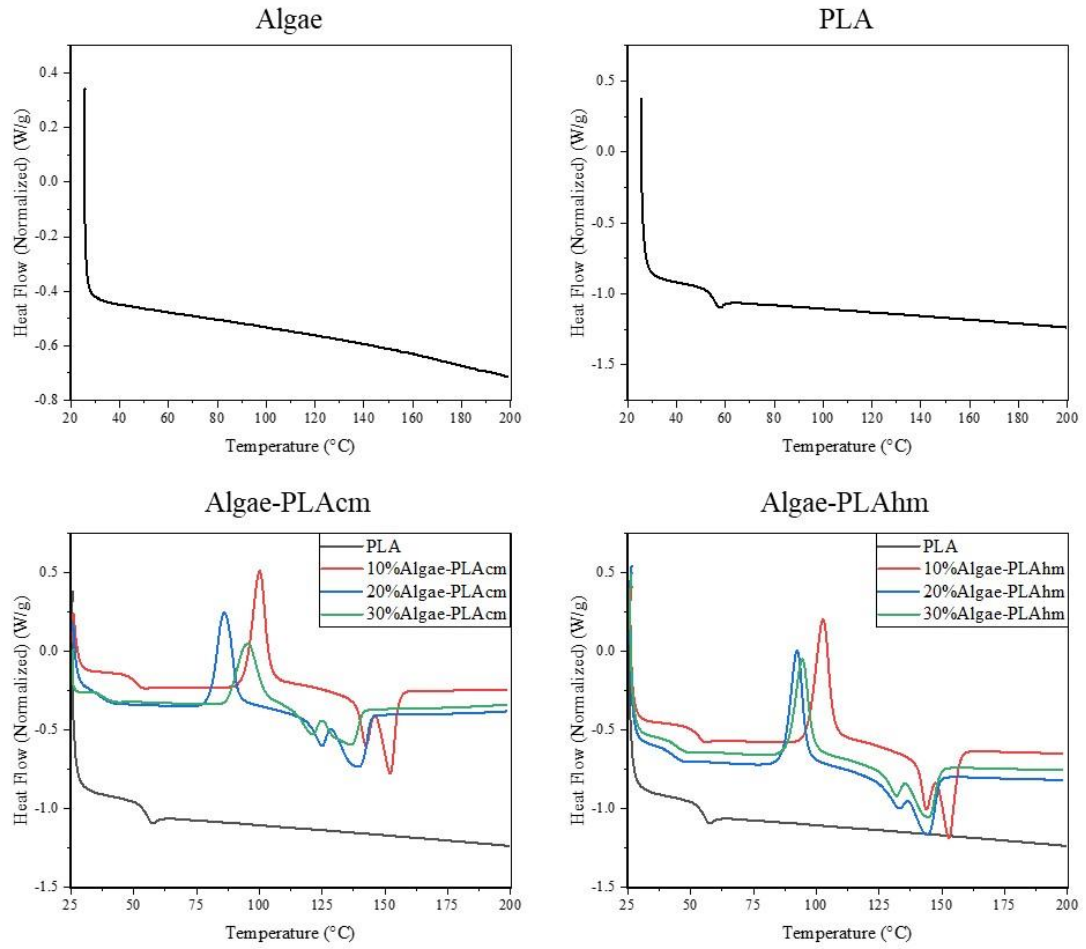 Algae
Heat Flow (Normalized) (W/g)
0.4
0.2
0.0
-0.2
-0.4
-0.6
-0.8
20 40 60 80 100 120 140 160 180 200
Temperature (°C)
PLA
Heat Flow (Normalized) (W/g)
0.5
0.0
-0.5
-1.0
-1.5
20 40 60 80 100 120 140 160 180 200
Temperature (°C)
Algae-PLAcm
PLA
10%Algae-PLAcm
20%Algae-PLAcm
30%Algae-PLAcm
Heat Flow (Normalized) (W/g)
0.5
0.0
-0.5
-1.0
-1.5
25 50 75 100 125 150 175 200
Temperature (°C)
Algae-PLAhm
PLA
10%Algae-PLAhm
20%Algae-PLAhm
30%Algae-PLAhm
Heat Flow (Normalized) (W/g)
0.5
0.0
-0.5
-1.0
-1.5
25 50 75 100 125 150 175 200
Temperature (°C)